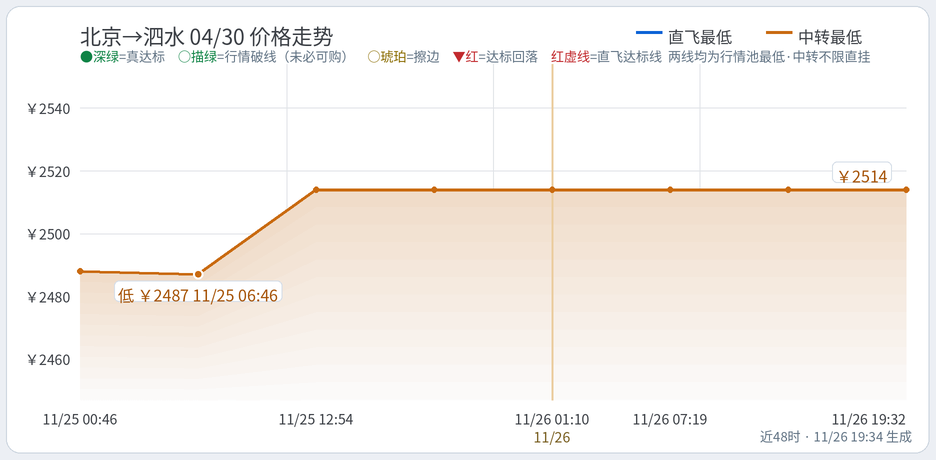 北京→泗水 04/30 价格走势
直飞最低 中转最低
●深绿=真达标 ○描绿=行情破线（未必可购） ○琥珀=擦边 ▼红=达标回落 红虚线=直飞达标线 两线均为行情池最低·中转不限直挂
￥2540
￥2520
￥2514
￥2500
￥2480
低 ￥2487 11/25 06:46
￥2460
11/25 00:46 11/25 12:54 11/26 01:10 11/26 07:19 11/26 19:32
11/26
近48时 · 11/26 19:34 生成